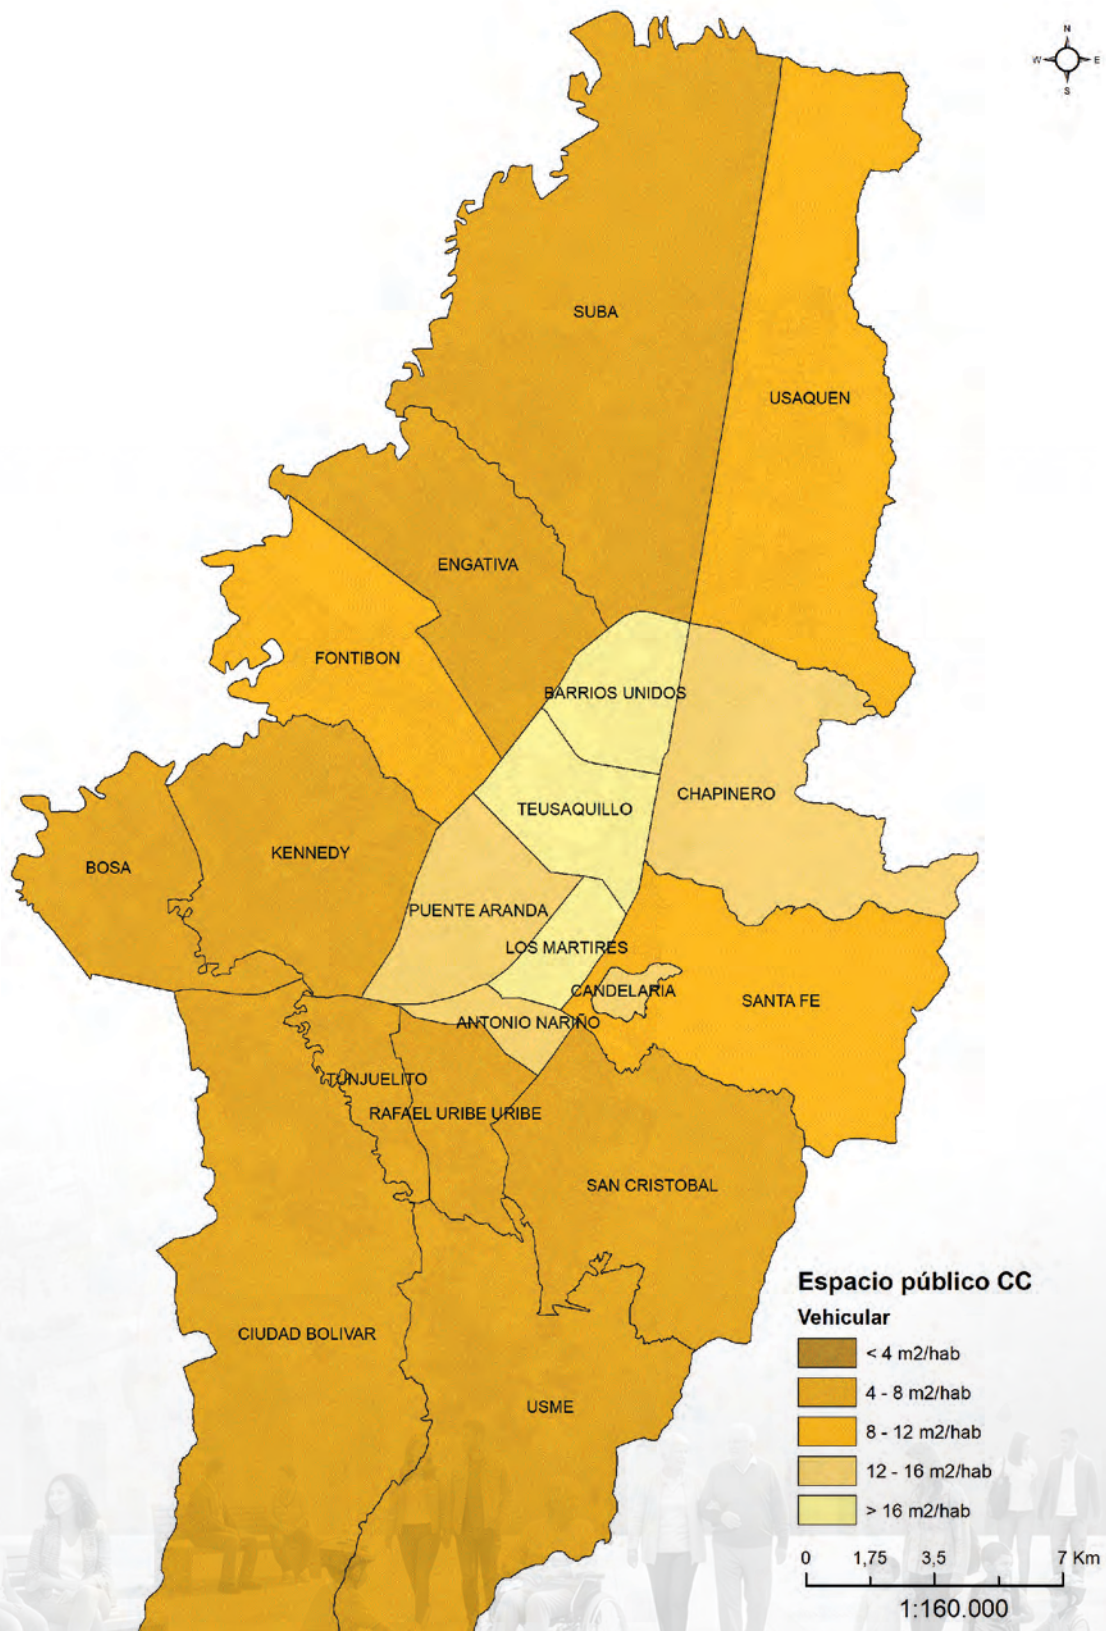 N
W E
S
SUBA
USAQUEN
ENGATIVA
FONTIBON
BARRIOS UNIDOS
CHAPINERO
TEUSAQUILLO
KENNEDY
BOSA
PUENTE ARANDA
LOS MARTIRES
CANDELARIA
SANTA FE
ANTONIO NARIÑO
TUNJUELITO
RAFAEL URIBE URIBE
SAN CRISTOBAL
CIUDAD BOLIVAR
USME
Espacio público CC
Vehicular
< 4 m2/hab
4 - 8 m2/hab
8 - 12 m2/hab
12 - 16 m2/hab
> 16 m2/hab
0 1,75 3,5 7 Km
1:160.000